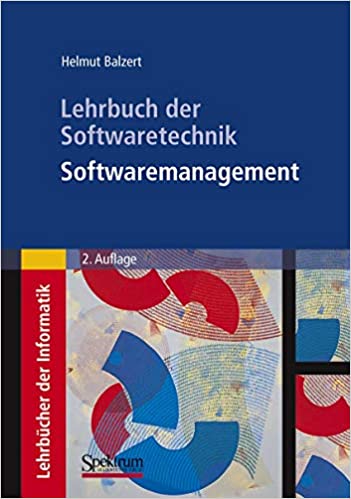 Helmut Balzert
Lehrbuch der
Softwaretechnik
Softwaremanagement
2. Auflage
Lehrbücher der Informatik
Spektrum